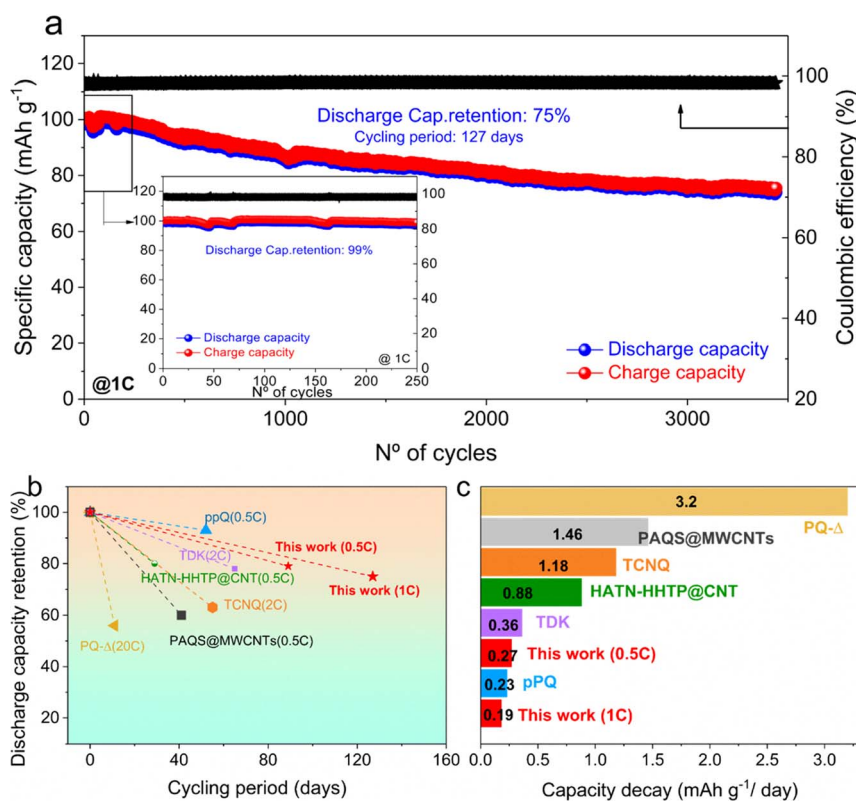 a
Specific capacity (mAh g⁻¹)
120
100
80
60
40
20
0
Discharge Cap.retention: 75%
Cycling period: 127 days
100
80
60
40
20
Coulombic efficiency (%)
120
100
80
60
40
20
0
Discharge Cap.retention: 99%
Discharge capacity
Charge capacity
@ 1C
100
80
60
40
20
0
0 50 100 150 200 250
Nº of cycles
@1C
Discharge capacity
Charge capacity
0 1000 2000 3000
Nº of cycles
b
Discharge capacity retention (%)
100
80
60
40
20
ppQ(0.5C)
This work (0.5C)
TDK(2C)
HATN-HHTP@CNT(0.5C)
This work (1C)
TCNQ(2C)
PAQS@MWCNTs(0.5C)
PQ-Δ(20C)
0 40 80 120 160
Cycling period (days)
c
3.2
PQ-Δ
1.46 PAQS@MWCNTs
1.18 TCNQ
0.88 HATN-HHTP@CNT
0.36 TDK
0.27 This work (0.5C)
0.23 pPQ
0.19 This work (1C)
0.0 0.5 1.0 1.5 2.0 2.5 3.0
Capacity decay (mAh g⁻¹/ day)